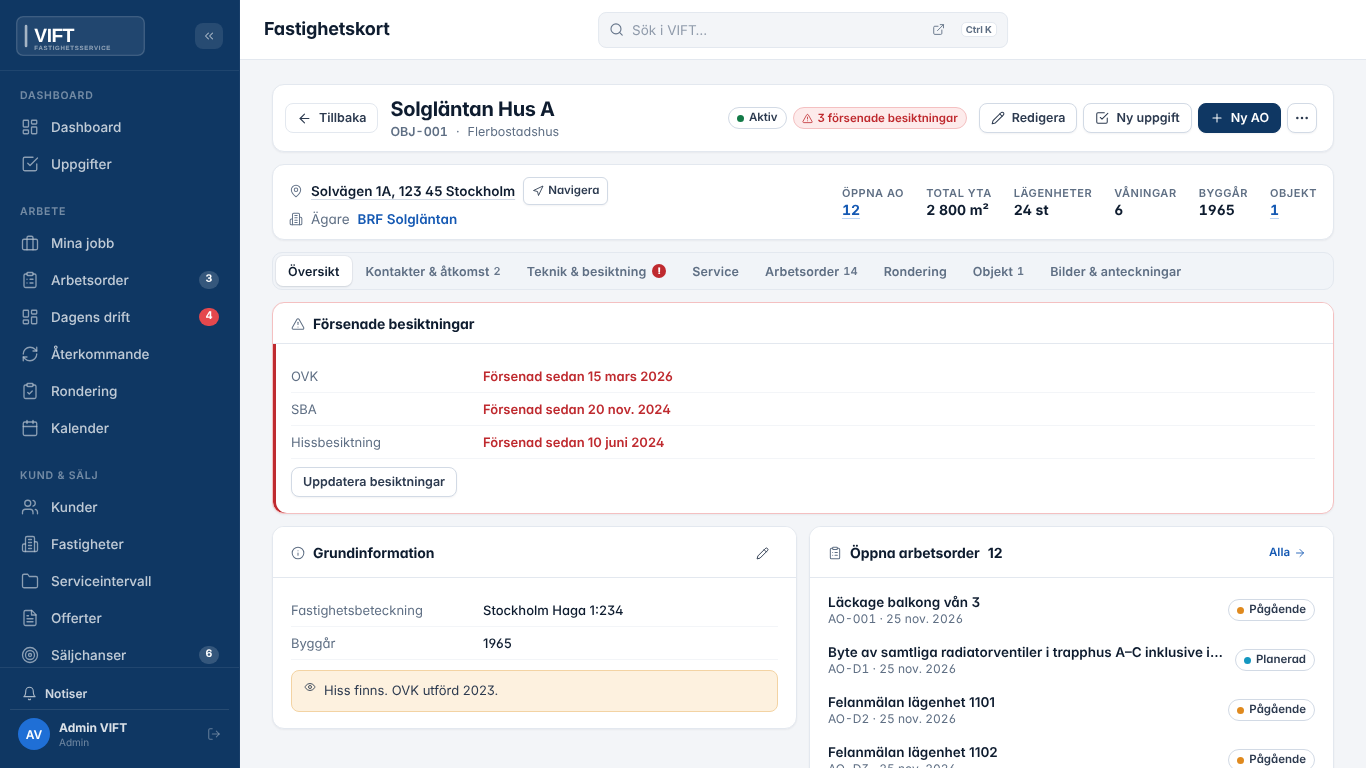 VIFT
FASTIGHETSSERVICE
DASHBOARD
Dashboard
Uppgifter
ARBETE
Mina jobb
Arbetsorder 3
Dagens drift 4
Återkommande
Rondering
Kalender
KUND & SÄLJ
Kunder
Fastigheter
Serviceintervall
Offerter
Säljchanser 6
Notiser
AV
Admin VIFT
Admin
Fastighetskort
Sök i VIFT...
Ctrl K
Tillbaka
Solgläntan Hus A
OBJ-001 · Flerbostadshus
Aktiv
3 försenade besiktningar
Redigera
Ny uppgift
Ny AO
Solvägen 1A, 123 45 Stockholm
Navigera
Ägare BRF Solgläntan
ÖPPNA AO
12
TOTAL YTA
2 800 m²
LÄGENHETER
24 st
VÅNINGAR
6
BYGGÅR
1965
OBJEKT
1
Översikt
Kontakter & åtkomst 2
Teknik & besiktning !
Service
Arbetsorder 14
Rondering
Objekt 1
Bilder & anteckningar
Försenade besiktningar
OVK Försenad sedan 15 mars 2026
SBA Försenad sedan 20 nov. 2024
Hissbesiktning Försenad sedan 10 juni 2024
Uppdatera besiktningar
Grundinformation
Fastighetsbeteckning Stockholm Haga 1:234
Byggår 1965
Hiss finns. OVK utförd 2023.
Öppna arbetsorder 12
Alla →
Läckage balkong vån 3
AO-001 · 25 nov. 2026
Pågående
Byte av samtliga radiatorventiler i trapphus A–C inklusive i...
AO-D1 · 25 nov. 2026
Planerad
Felanmälan lägenhet 1101
AO-D2 · 25 nov. 2026
Pågående
Felanmälan lägenhet 1102
AO-D3 · 25 nov. 2026
Pågående